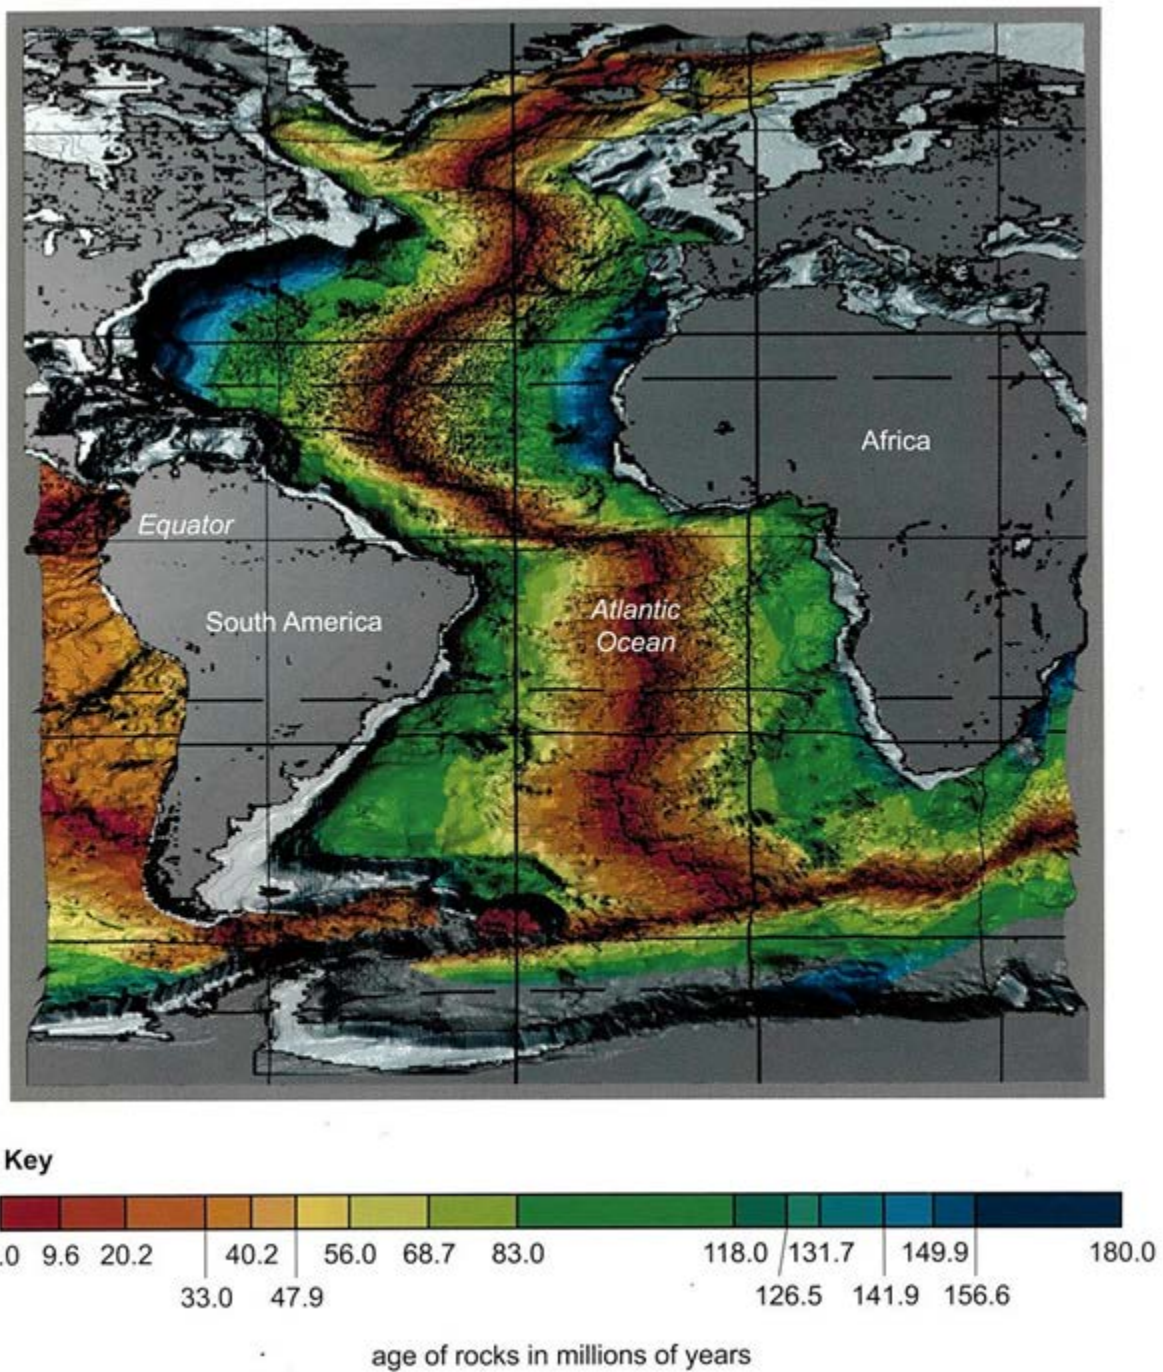 Africa
Equator
South America
Atlantic
Ocean
Key
.0 9.6 20.2 40.2 56.0 68.7 83.0 118.0 131.7 149.9 180.0
33.0 47.9 126.5 141.9 156.6
age of rocks in millions of years